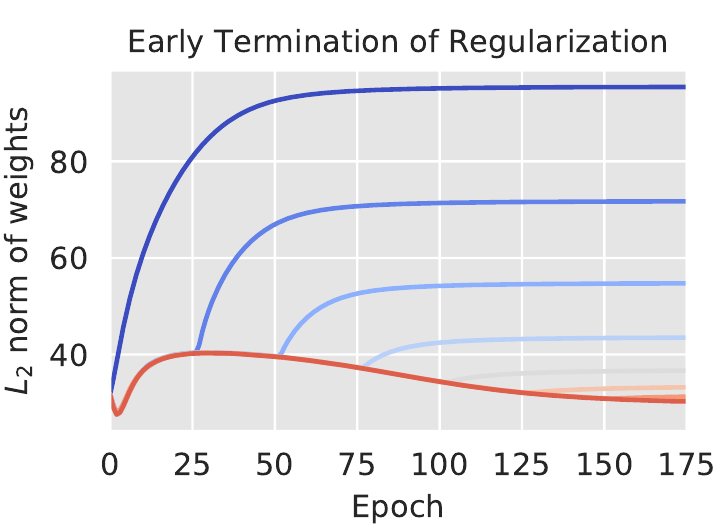 Early Termination of Regularization
L₂ norm of weights
80
60
40
0 25 50 75 100 125 150 175
Epoch